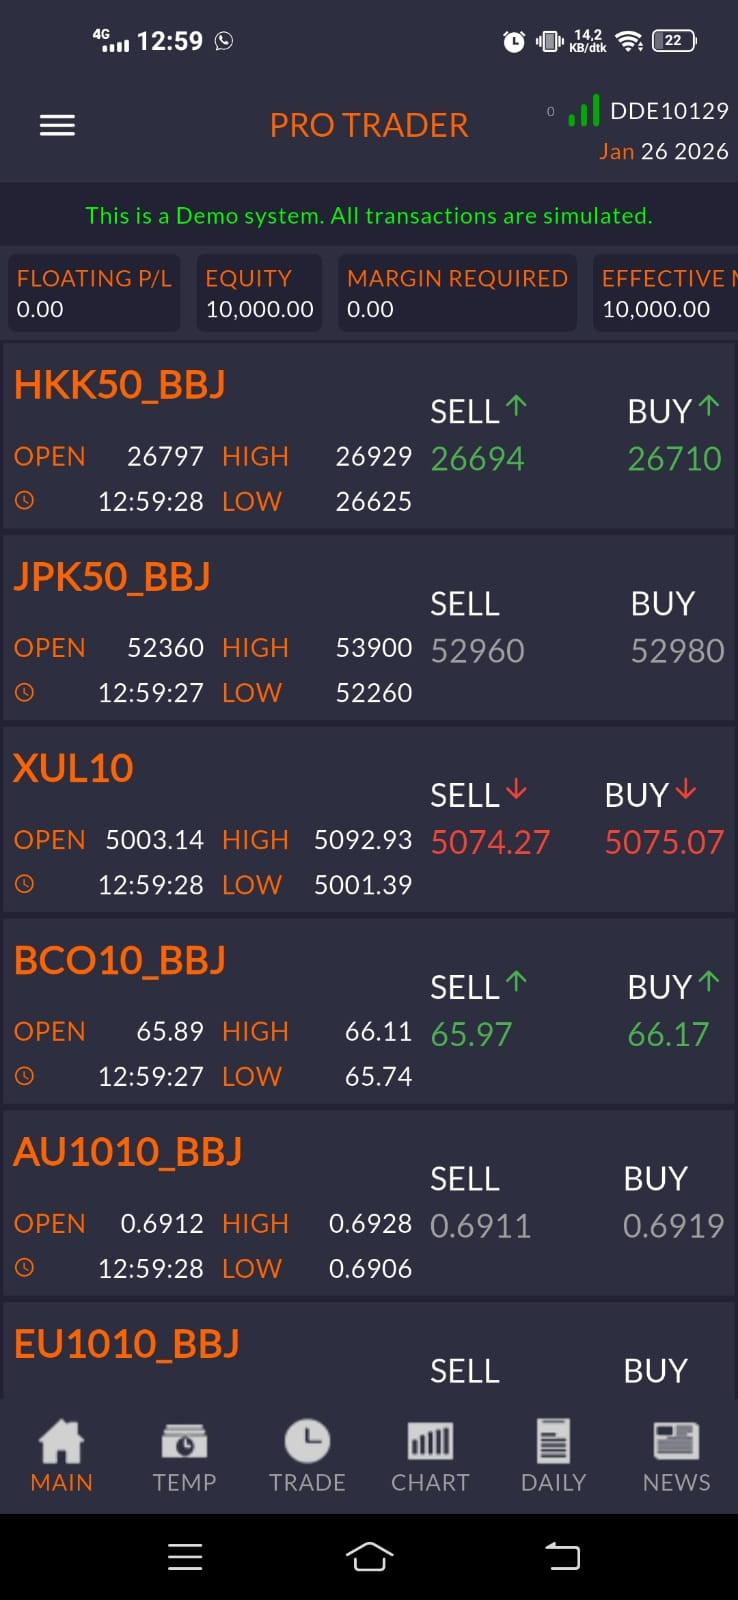 4G 12:59 14,2 KB/dtk 22
PRO TRADER 0 DDE10129
Jan 26 2026
This is a Demo system. All transactions are simulated.
FLOATING P/L EQUITY MARGIN REQUIRED EFFECTIVE M
0.00 10,000.00 0.00 10,000.00
HKK50_BBJ
SELL BUY
OPEN 26797 HIGH 26929 26694 26710
12:59:28 LOW 26625
JPK50_BBJ
SELL BUY
OPEN 52360 HIGH 53900 52960 52980
12:59:27 LOW 52260
XUL10
SELL BUY
OPEN 5003.14 HIGH 5092.93 5074.27 5075.07
12:59:28 LOW 5001.39
BCO10_BBJ
SELL BUY
OPEN 65.89 HIGH 66.11 65.97 66.17
12:59:27 LOW 65.74
AU1010_BBJ
SELL BUY
OPEN 0.6912 HIGH 0.6928 0.6911 0.6919
12:59:28 LOW 0.6906
EU1010_BBJ
SELL BUY
MAIN TEMP TRADE CHART DAILY NEWS